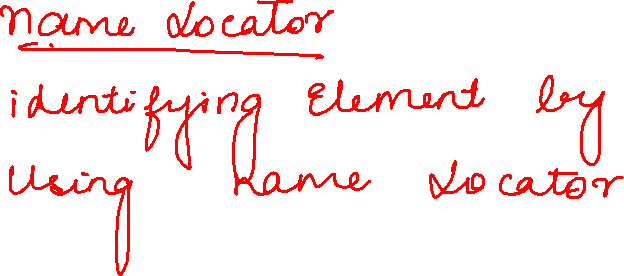 name Locator
identifying Element by
Using name Locator